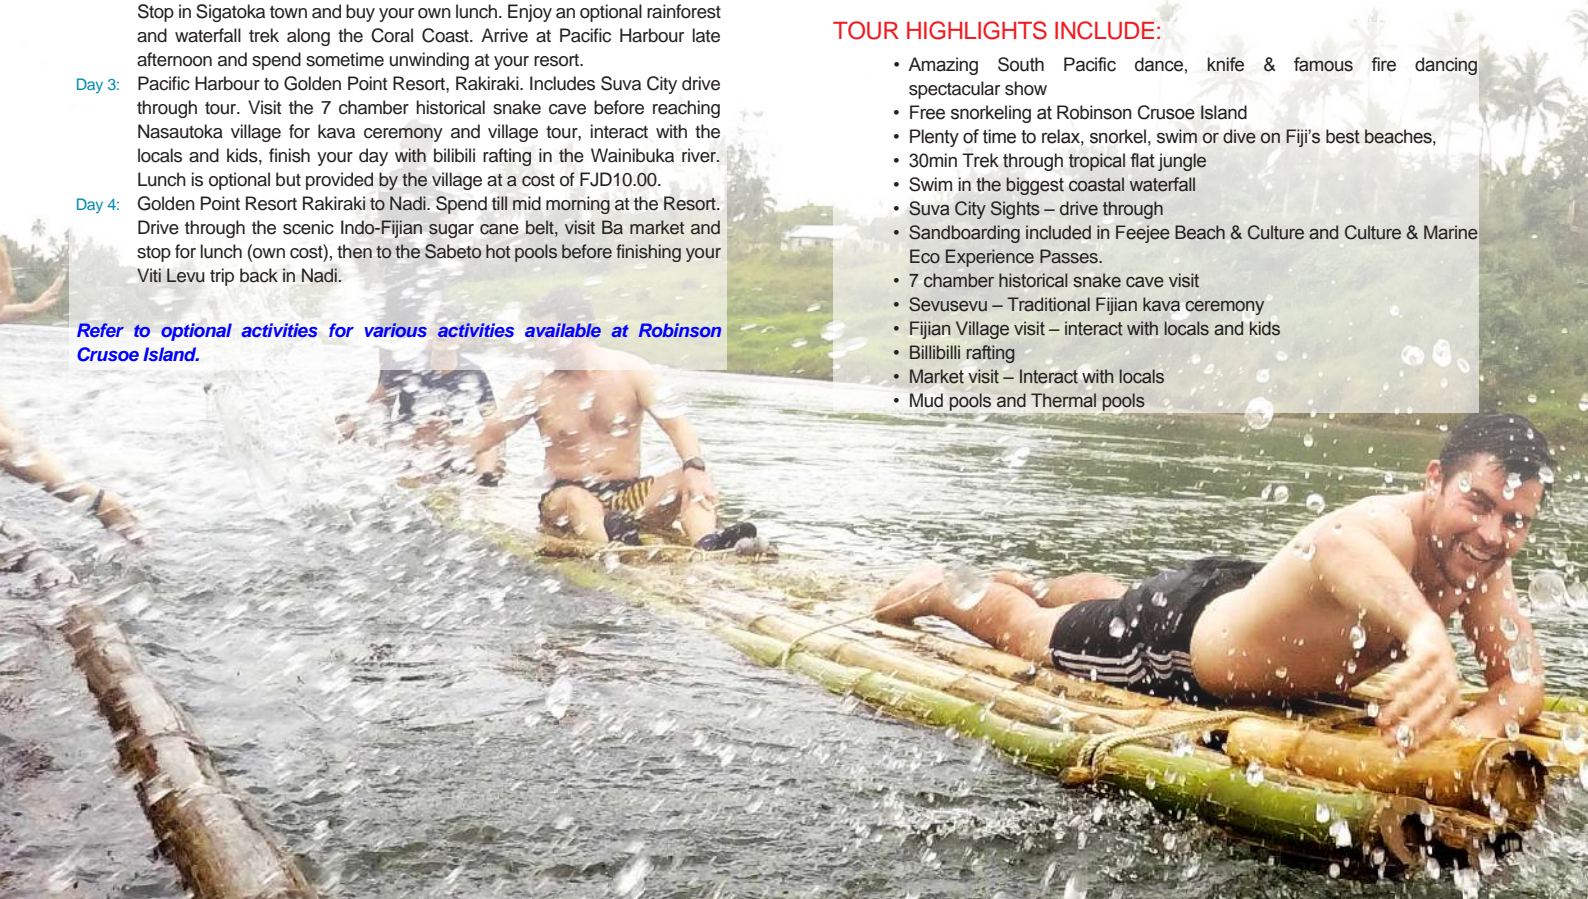 Stop in Sigatoka town and buy your own lunch. Enjoy an optional rainforest
and waterfall trek along the Coral Coast. Arrive at Pacific Harbour late
afternoon and spend sometime unwinding at your resort.
Day 3: Pacific Harbour to Golden Point Resort, Rakiraki. Includes Suva City drive
through tour. Visit the 7 chamber historical snake cave before reaching
Nasautoka village for kava ceremony and village tour, interact with the
locals and kids, finish your day with bilibili rafting in the Wainibuka river.
Lunch is optional but provided by the village at a cost of FJD10.00.
Day 4: Golden Point Resort Rakiraki to Nadi. Spend till mid morning at the Resort.
Drive through the scenic Indo-Fijian sugar cane belt, visit Ba market and
stop for lunch (own cost), then to the Sabeto hot pools before finishing your
Viti Levu trip back in Nadi.
Refer to optional activities for various activities available at Robinson
Crusoe Island.
TOUR HIGHLIGHTS INCLUDE:
• Amazing South Pacific dance, knife & famous fire dancing
spectacular show
• Free snorkeling at Robinson Crusoe Island
• Plenty of time to relax, snorkel, swim or dive on Fiji's best beaches,
• 30min Trek through tropical flat jungle
• Swim in the biggest coastal waterfall
• Suva City Sights – drive through
• Sandboarding included in Feejee Beach & Culture and Culture & Marine
Eco Experience Passes.
• 7 chamber historical snake cave visit
• Sevusevu – Traditional Fijian kava ceremony
• Fijian Village visit – interact with locals and kids
• Billibilli rafting
• Market visit – Interact with locals
• Mud pools and Thermal pools